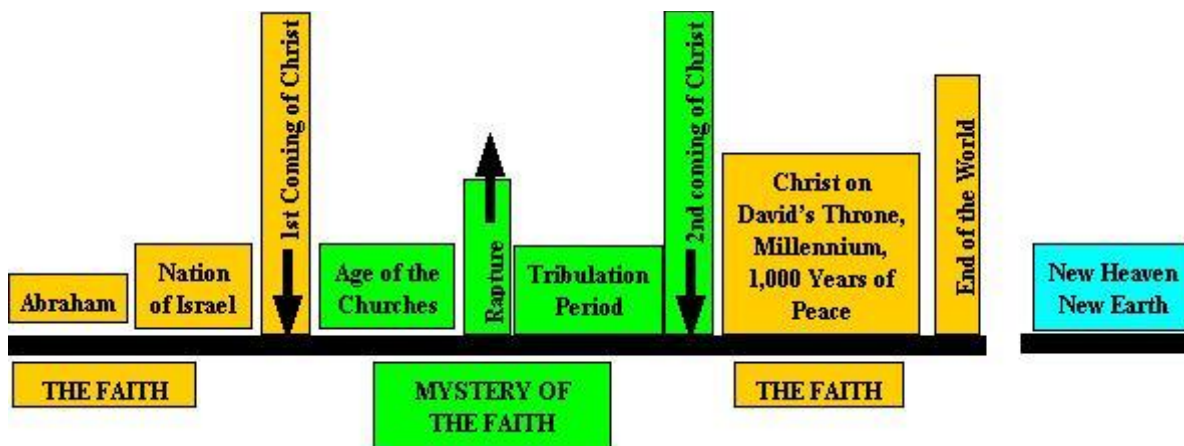 Abraham
Nation
of Israel
1st Coming of Christ
Age of the
Churches
Rapture
Tribulation
Period
2nd coming of Christ
Christ on
David's Throne,
Millennium,
1,000 Years of
Peace
End of the World
New Heaven
New Earth
THE FAITH
MYSTERY OF
THE FAITH
THE FAITH